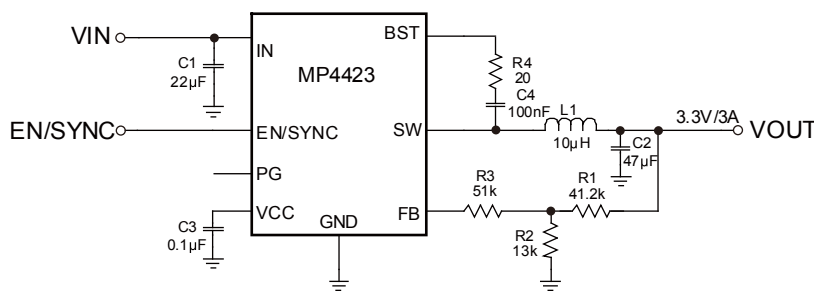 VIN
C1
22µF
IN
BST
MP4423
R4
20
C4
100nF
EN/SYNC
EN/SYNC
SW
L1
10µH
3.3V/3A
VOUT
C2
47µF
PG
R3
51k
R1
41.2k
C3
0.1µF
VCC
GND
FB
R2
13k